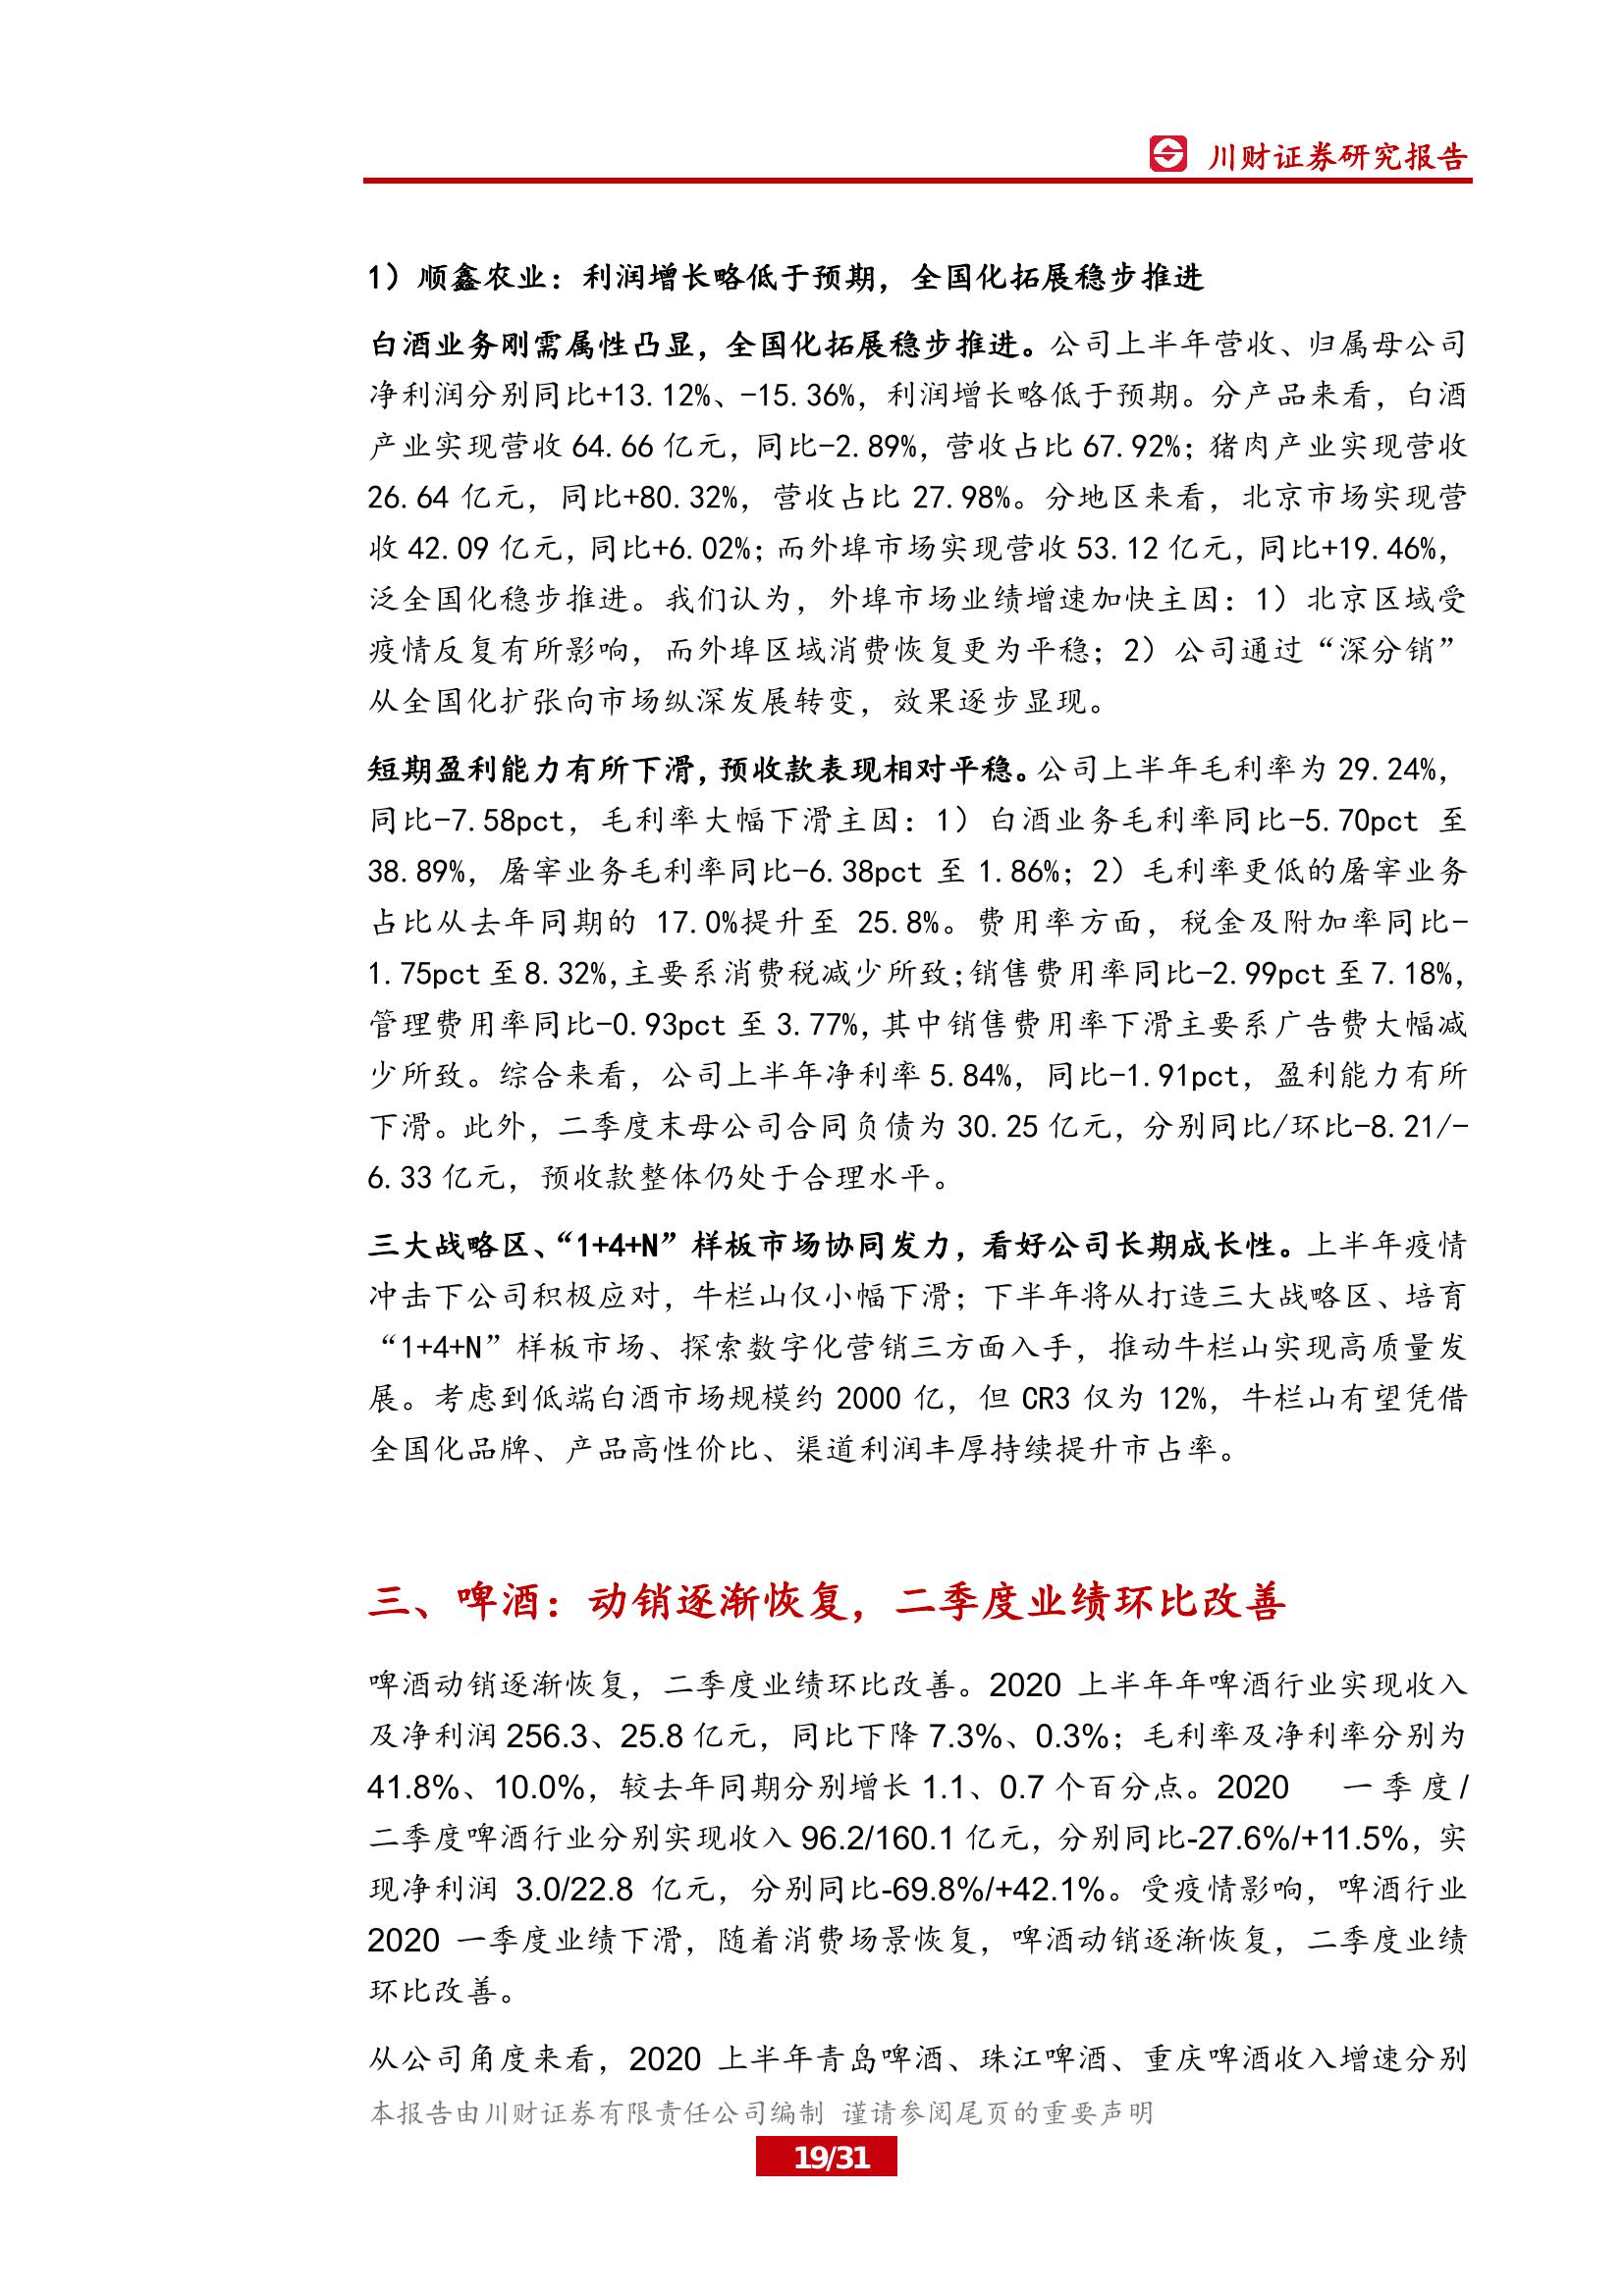 川财证券研究报告
1）顺鑫农业：利润增长略低于预期，全国化拓展稳步推进
白酒业务刚需属性凸显，全国化拓展稳步推进。公司上半年营收、归属母公司
净利润分别同比+13.12%、-15.36%，利润增长略低于预期。分产品来看，白酒
产业实现营收 64.66 亿元，同比-2.89%，营收占比 67.92%；猪肉产业实现营收
26.64 亿元，同比+80.32%，营收占比 27.98%。分地区来看，北京市场实现营
收 42.09 亿元，同比+6.02%；而外埠市场实现营收 53.12 亿元，同比+19.46%，
泛全国化稳步推进。我们认为，外埠市场业绩增速加快主因：1）北京区域受
疫情反复有所影响，而外埠区域消费恢复更为平稳；2）公司通过“深分销”
从全国化扩张向市场纵深发展转变，效果逐步显现。
短期盈利能力有所下滑，预收款表现相对平稳。公司上半年毛利率为 29.24%，
同比-7.58pct，毛利率大幅下滑主因：1）白酒业务毛利率同比-5.70pct 至
38.89%，屠宰业务毛利率同比-6.38pct 至 1.86%；2）毛利率更低的屠宰业务
占比从去年同期的 17.0%提升至 25.8%。费用率方面，税金及附加率同比-
1.75pct 至 8.32%，主要系消费税减少所致；销售费用率同比-2.99pct 至 7.18%，
管理费用率同比-0.93pct 至 3.77%，其中销售费用率下滑主要系广告费大幅减
少所致。综合来看，公司上半年净利率 5.84%，同比-1.91pct，盈利能力有所
下滑。此外，二季度末母公司合同负债为 30.25 亿元，分别同比/环比-8.21/-
6.33 亿元，预收款整体仍处于合理水平。
三大战略区、“1+4+N”样板市场协同发力，看好公司长期成长性。上半年疫情
冲击下公司积极应对，牛栏山仅小幅下滑；下半年将从打造三大战略区、培育
“1+4+N”样板市场、探索数字化营销三方面入手，推动牛栏山实现高质量发
展。考虑到低端白酒市场规模约 2000 亿，但 CR3 仅为 12%，牛栏山有望凭借
全国化品牌、产品高性价比、渠道利润丰厚持续提升市占率。
三、啤酒：动销逐渐恢复，二季度业绩环比改善
啤酒动销逐渐恢复，二季度业绩环比改善。2020 上半年年啤酒行业实现收入
及净利润 256.3、25.8 亿元，同比下降 7.3%、0.3%；毛利率及净利率分别为
41.8%、10.0%，较去年同期分别增长 1.1、0.7 个百分点。2020 一季度/
二季度啤酒行业分别实现收入 96.2/160.1 亿元，分别同比-27.6%/+11.5%，实
现净利润 3.0/22.8 亿元，分别同比-69.8%/+42.1%。受疫情影响，啤酒行业
2020 一季度业绩下滑，随着消费场景恢复，啤酒动销逐渐恢复，二季度业绩
环比改善。
从公司角度来看，2020 上半年青岛啤酒、珠江啤酒、重庆啤酒收入增速分别
本报告由川财证券有限责任公司编制 谨请参阅尾页的重要声明
19/31